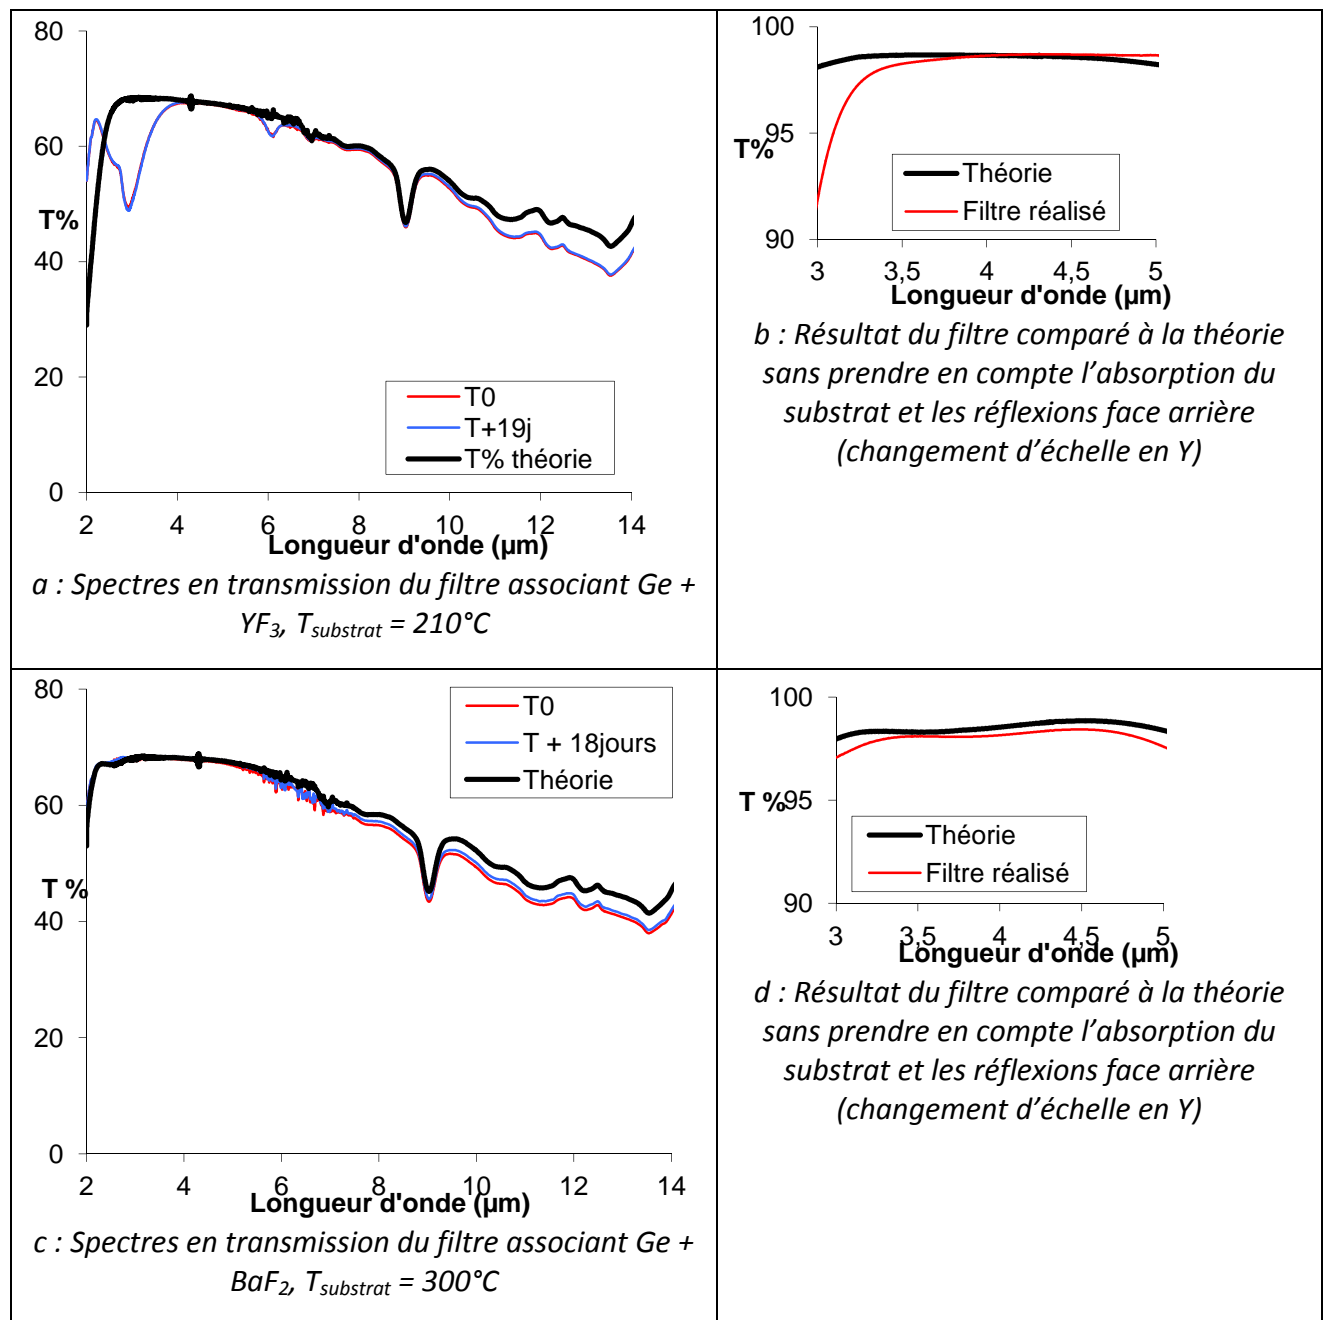 80
60
T%
40
20
0
T0
T+19j
T% théorie
2 4 6 8 10 12 14
Longueur d'onde (µm)
a : Spectres en transmission du filtre associant Ge +
YF3, Tsubstrat = 210°C
100
95
T%
90
Théorie
Filtre réalisé
3 3,5 4 4,5 5
Longueur d'onde (µm)
b : Résultat du filtre comparé à la théorie
sans prendre en compte l’absorption du
substrat et les réflexions face arrière
(changement d’échelle en Y)
80
60
T %
40
20
0
T0
T + 18jours
Théorie
2 4 6 8 10 12 14
Longueur d'onde (µm)
c : Spectres en transmission du filtre associant Ge +
BaF2, Tsubstrat = 300°C
100
T %
95
90
Théorie
Filtre réalisé
3 3,5 4 4,5 5
Longueur d'onde (µm)
d : Résultat du filtre comparé à la théorie
sans prendre en compte l’absorption du
substrat et les réflexions face arrière
(changement d’échelle en Y)